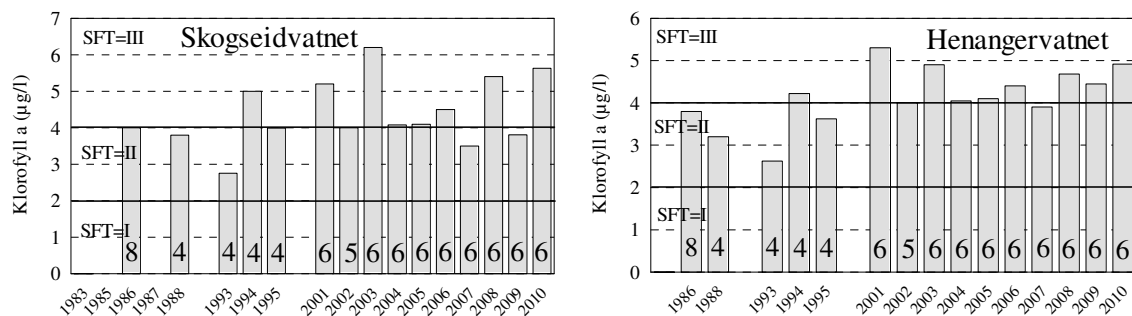 Skogseidvatnet
Klorofyll a (µg/l)
7
6
5
4
3
2
1
0
SFT=III
SFT=II
SFT=I
8 4 4 4 4 6 5 6 6 6 6 6 6 6 6
1983 1985 1986 1987 1988 1993 1994 1995 2001 2002 2003 2004 2005 2006 2007 2008 2009 2010
Henangervatnet
Klorofyll a (µg/l)
6
5
4
3
2
1
0
SFT=III
SFT=II
SFT=I
8 4 4 4 4 6 5 6 6 6 6 6 6 6 6
1986 1988 1993 1994 1995 2001 2002 2003 2004 2005 2006 2007 2008 2009 2010